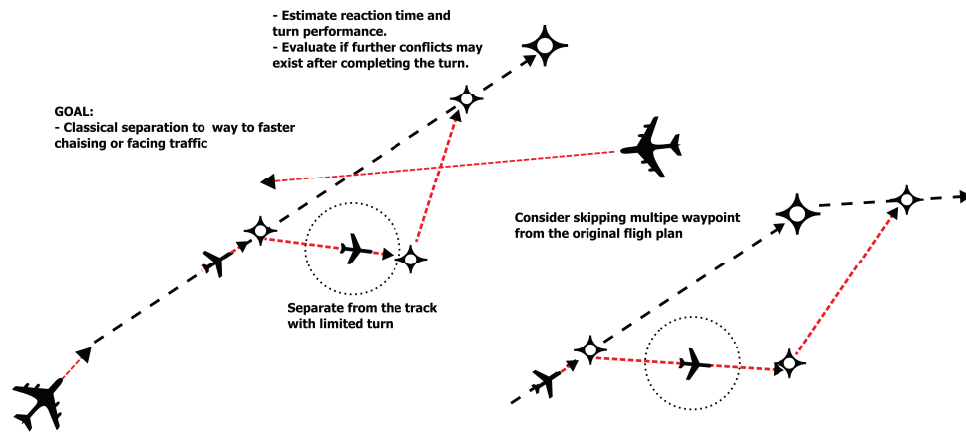 - Estimate reaction time and
turn performance.
- Evaluate if further conflicts may
exist after completing the turn.
GOAL:
- Classical separation to way to faster
chaising or facing traffic
Consider skipping multipe waypoint
from the original fligh plan
Separate from the track
with limited turn